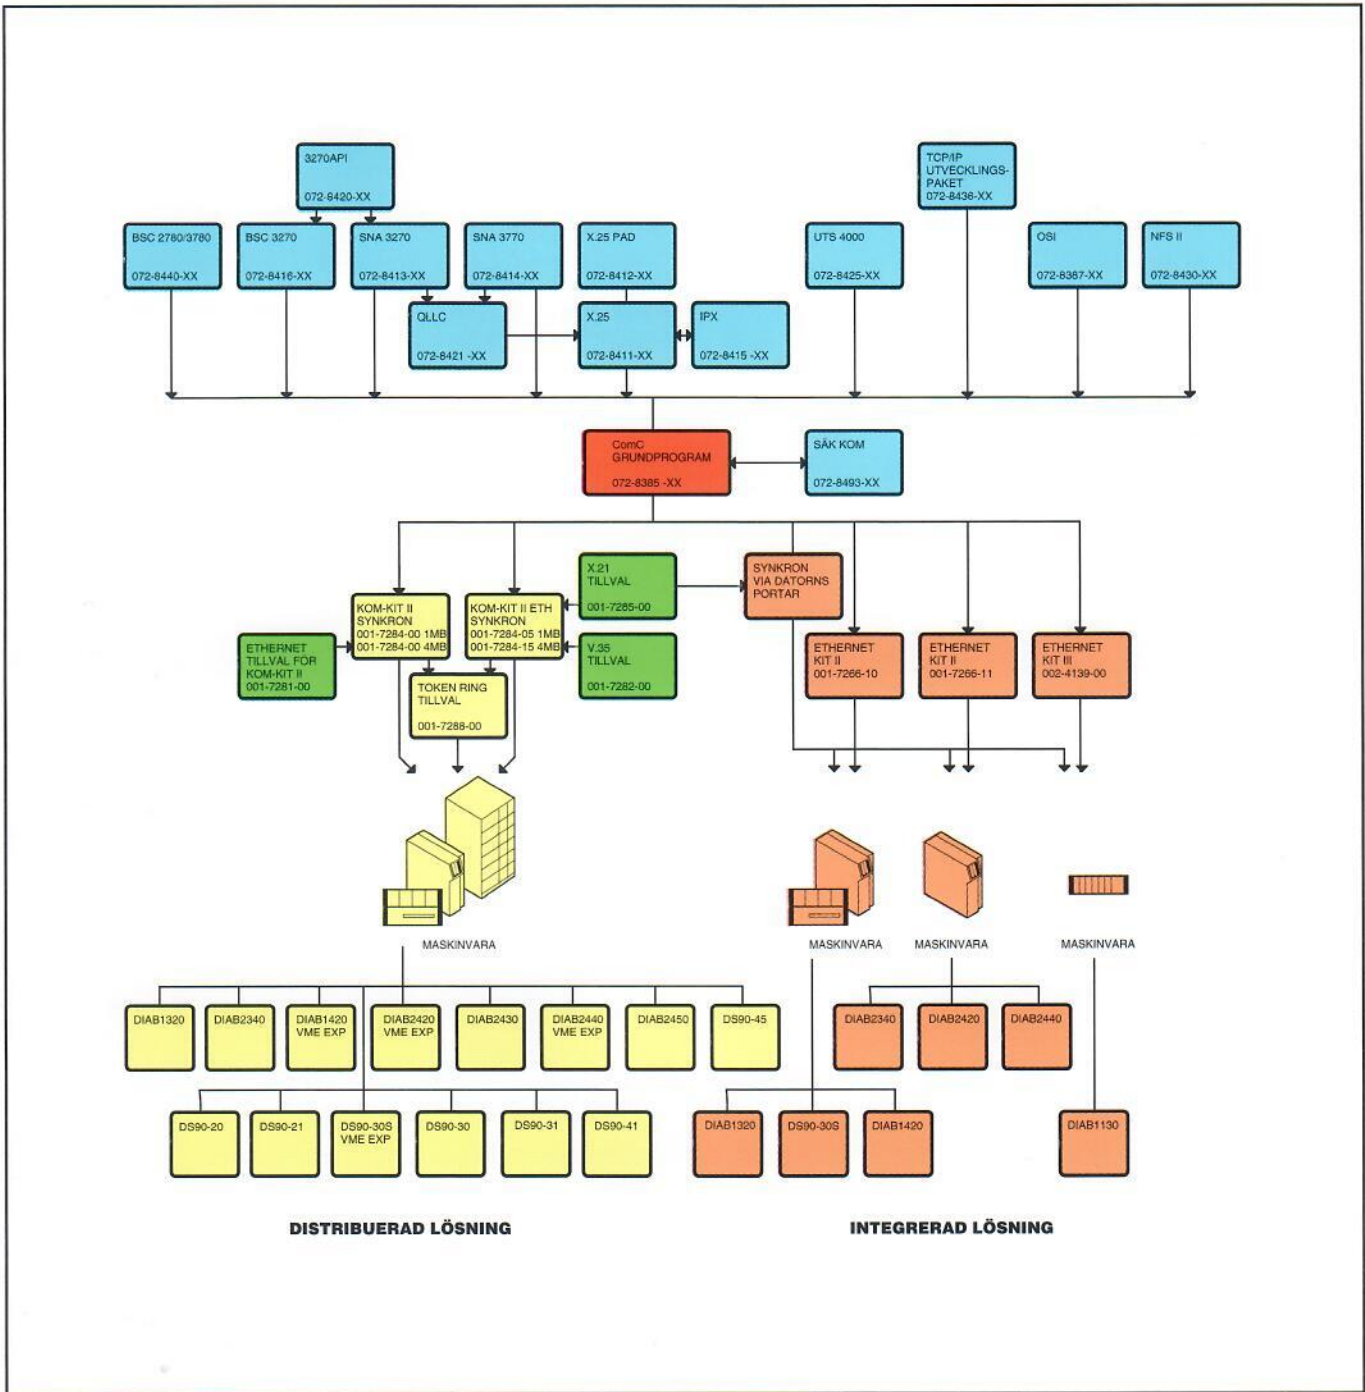 3270API
072-8420-XX
TCP/IP
UTVECKLINGS-
PAKET
072-8436-XX
BSC 2780/3780
072-8440-XX
BSC 3270
072-8416-XX
SNA 3270
072-8413-XX
SNA 3770
072-8414-XX
X.25 PAD
072-8412-XX
UTS 4000
072-8425-XX
OSI
072-8387-XX
NFS II
072-8430-XX
QLLC
072-8421 -XX
X.25
072-8411-XX
IPX
072-8415 -XX
ComC
GRUNDPROGRAM
072-8385 -XX
SÄK KOM
072-8493-XX
X.21
TILLVAL
001-7285-00
SYNKRON
VIA DATORNS
PORTAR
KOM-KIT II
SYNKRON
001-7284-00 1MB
001-7284-00 4MB
KOM-KIT II ETH
SYNKRON
001-7284-05 1MB
001-7284-15 4MB
ETHERNET
TILLVAL FÖR
KOM-KIT II
001-7281-00
V.35
TILLVAL
001-7282-00
ETHERNET
KIT II
001-7266-10
ETHERNET
KIT II
001-7266-11
ETHERNET
KIT III
002-4139-00
TOKEN RING
TILLVAL
001-7288-00
MASKINVARA
MASKINVARA
MASKINVARA
MASKINVARA
DIAB1320
DIAB2340
DIAB1420
VME EXP
DIAB2420
VME EXP
DIAB2430
DIAB2440
VME EXP
DIAB2450
DS90-45
DIAB2340
DIAB2420
DIAB2440
DS90-20
DS90-21
DS90-30S
VME EXP
DS90-30
DS90-31
DS90-41
DIAB1320
DS90-30S
DIAB1420
DIAB1130
DISTRIBUERAD LÖSNING
INTEGRERAD LÖSNING